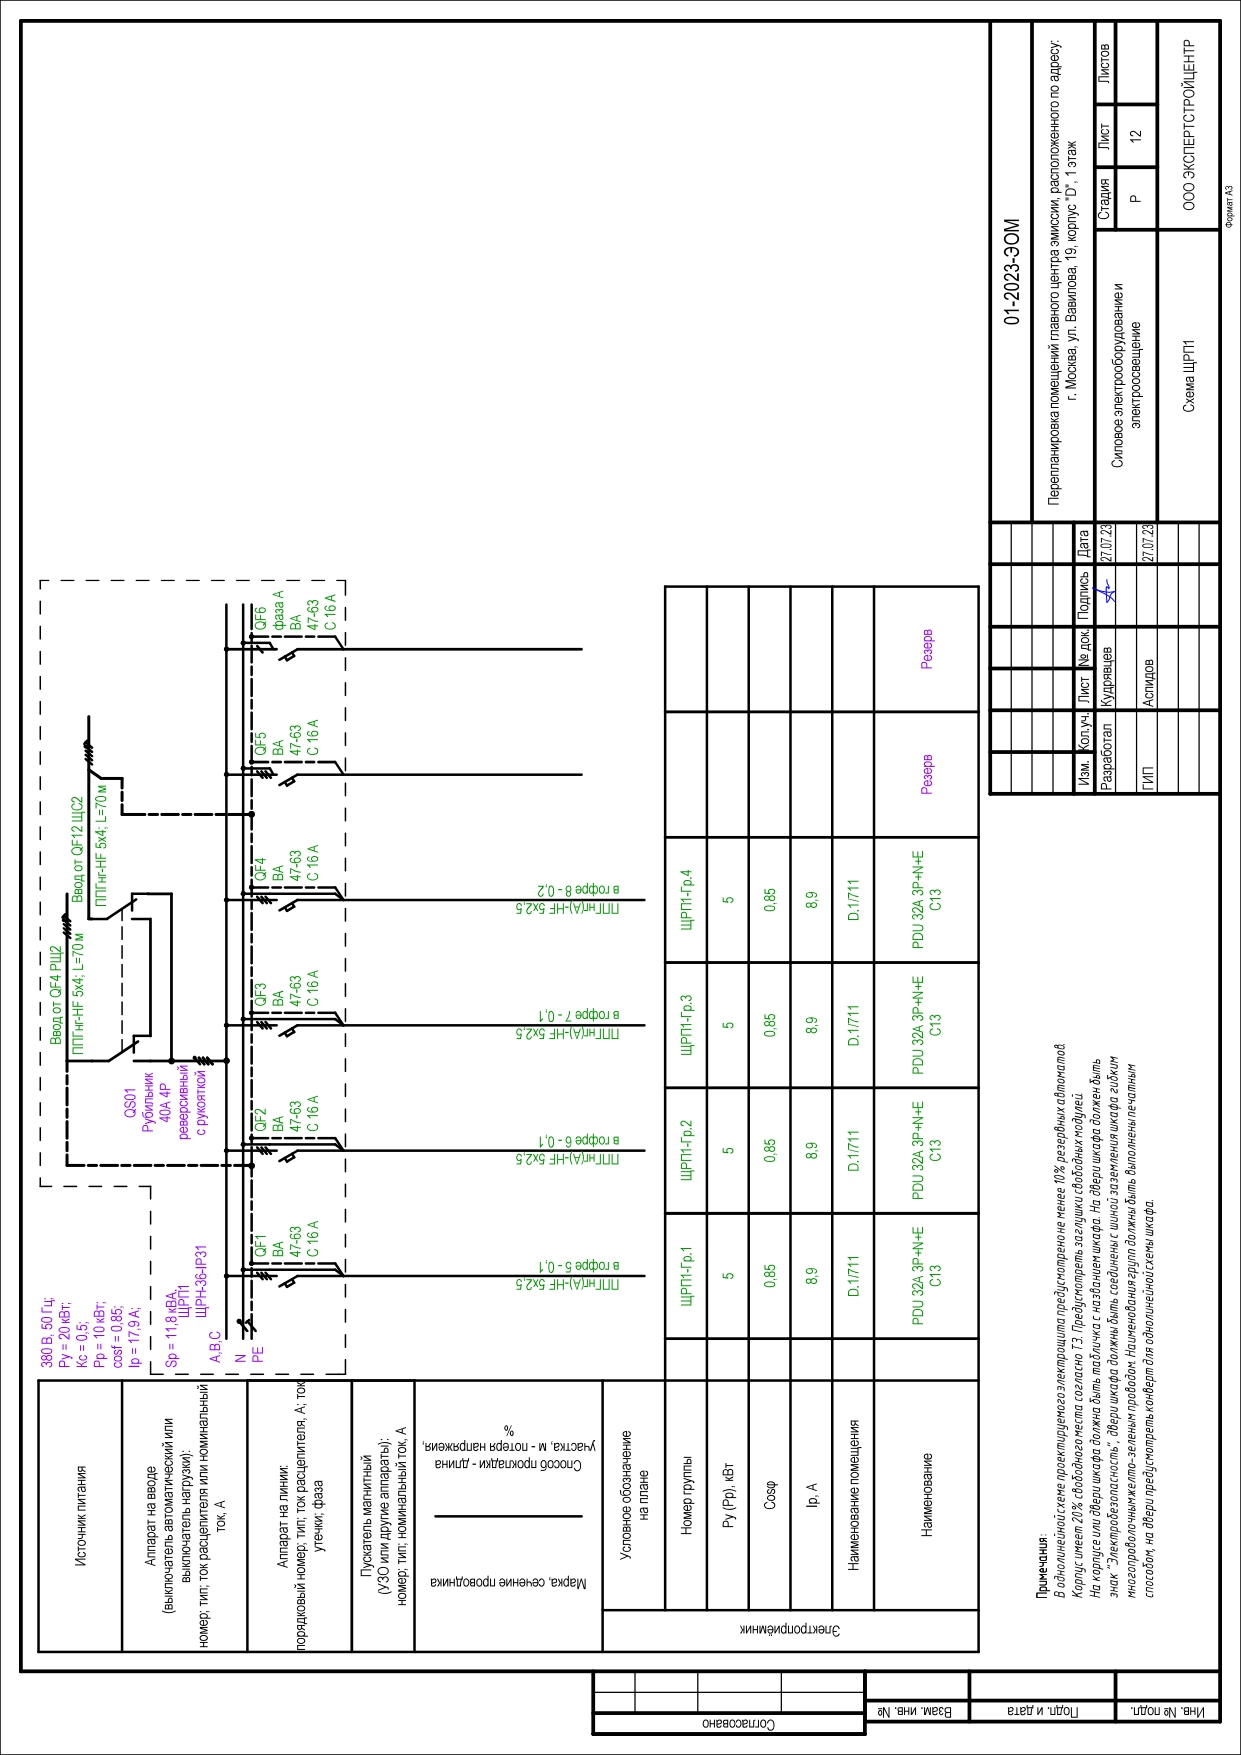 380 В, 50 Гц;
Ру = 20 кВт;
Кс = 0,5;
Рр = 10 кВт;
cosf = 0,85;
Iр = 17,9 А;
Sp = 11,8 кВА
ЩРП1
ЩРН-36-IP31
А,В,С
N
PE
Ввод от QF4 РЩ2
ППГнг-HF 5х4; L=70 м
Ввод от QF12 ЩС2
ППГнг-HF 5х4; L=70 м
QS01
Рубильник
40А 4Р
реверсивный
с рукояткой
QF1
ВА
47-63
С 16 А
QF2
ВА
47-63
С 16 А
QF3
ВА
47-63
С 16 А
QF4
ВА
47-63
С 16 А
QF5
ВА
47-63
С 16 А
QF6
фаза А
ВА
47-63
С 16 А
ППГнг(А)-HF 5х2,5
в гофре 5 - 0,1
ППГнг(А)-HF 5х2,5
в гофре 6 - 0,1
ППГнг(А)-HF 5х2,5
в гофре 7 - 0,1
ППГнг(А)-HF 5х2,5
в гофре 8 - 0,2
Источник питания
Аппарат на вводе
(выключатель автоматический или
выключатель нагрузки):
номер; тип; ток расцепителя или номинальный
ток, А
Аппарат на линии:
порядковый номер; тип; ток расцепителя, А; ток
утечки; фаза
Пускатель магнитный
(УЗО или другие аппараты):
номер; тип; номинальный ток, А
Марка, сечение проводника
Способ прокладки - длина
участка, м - потеря напряжения,
%
Электроприёмник
Условное обозначение
на плане
Номер группы
ЩРП1-Гр.1
ЩРП1-Гр.2
ЩРП1-Гр.3
ЩРП1-Гр.4
Ру (Рр), кВт
5
5
5
5
Cosφ
0,85
0,85
0,85
0,85
Iр, А
8,9
8,9
8,9
8,9
Наименование помещения
D.1/711
D.1/711
D.1/711
D.1/711
Наименование
PDU 32A 3P+N+E
C13
PDU 32A 3P+N+E
C13
PDU 32A 3P+N+E
C13
PDU 32A 3P+N+E
C13
Резерв
Резерв
Примечания:
В однолинейной схеме проектируемого электрощита предусмотрено не менее 10% резервных автоматов.
Корпус имеет 20% свободного места согласно ТЗ. Предусмотреть заглушки свободных модулей.
На корпусе или двери шкафа должна быть табличка с названием шкафа. На двери шкафа должен быть
знак "Электробезопасность", двери шкафа должны быть соединены с шиной заземления шкафа гибким
многопроволочным желто-зеленым проводом. Наименования групп должны быть выполнены печатным
способом, на двери предусмотреть конверт для однолинейной схемы шкафа.
01-2023-ЭОМ
Перепланировка помещений главного центра эмиссии, расположенного по адресу:
г. Москва, ул. Вавилова, 19, корпус "D", 1 этаж
Изм.
Кол.уч.
Лист
№ док.
Подпись
Дата
Разработал
Кудрявцев
27.07.23
ГИП
Аспидов
27.07.23
Силовое электрооборудование и
электроосвещение
Стадия
Лист
Листов
Р
12
Схема ЩРП1
ООО ЭКСПЕРТСТРОЙЦЕНТР
Формат А3
Согласовано
Взам. инв. №
Подп. и дата
Инв. № подл.